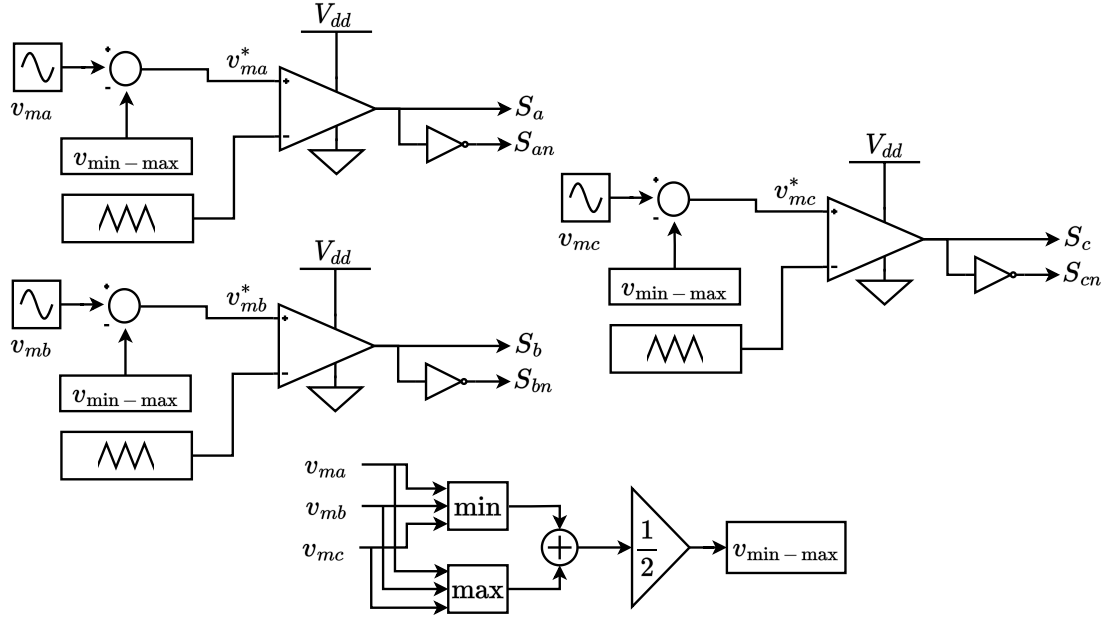 V_dd
v*_ma
+
-
v_ma
+
-
S_a
S_an
v_min-max
V_dd
v*_mc
+
-
v_mc
+
-
S_c
S_cn
v_min-max
V_dd
v*_mb
+
-
v_mb
+
-
S_b
S_bn
v_min-max
v_ma
v_mb
v_mc
min
max
+
1/2
v_min-max